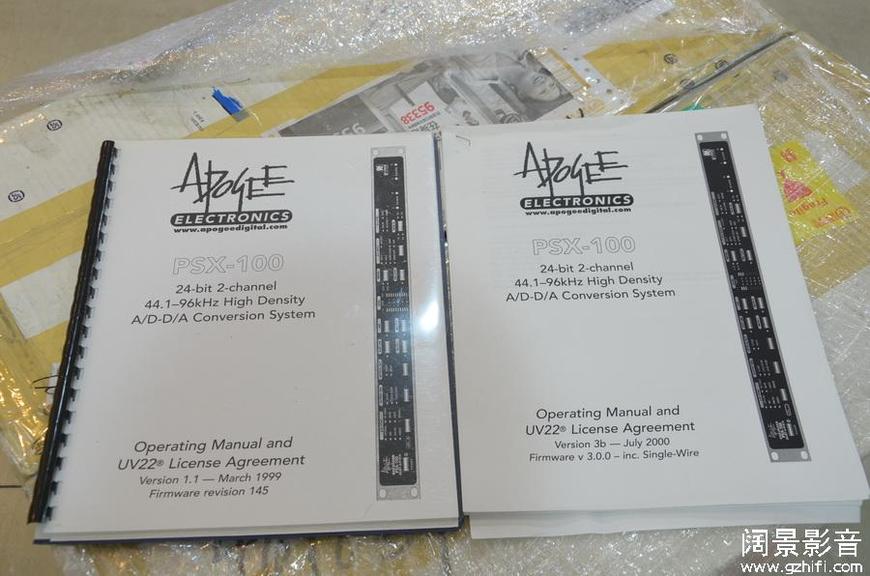 APOGEE
ELECTRONICS
www.apogeedigital.com
PSX-100
24-bit 2-channel
44.1–96kHz High Density
A/D-D/A Conversion System
Operating Manual and
UV22® License Agreement
Version 1.1 — March 1999
Firmware revision 145
APOGEE
ELECTRONICS
www.apogeedigital.com
PSX-100
24-bit 2-channel
44.1–96kHz High Density
A/D-D/A Conversion System
Operating Manual and
UV22® License Agreement
Version 3b — July 2000
Firmware v 3.0.0 – inc. Single-Wire
95338
Fragile
阔景影音
www.gzhifi.com